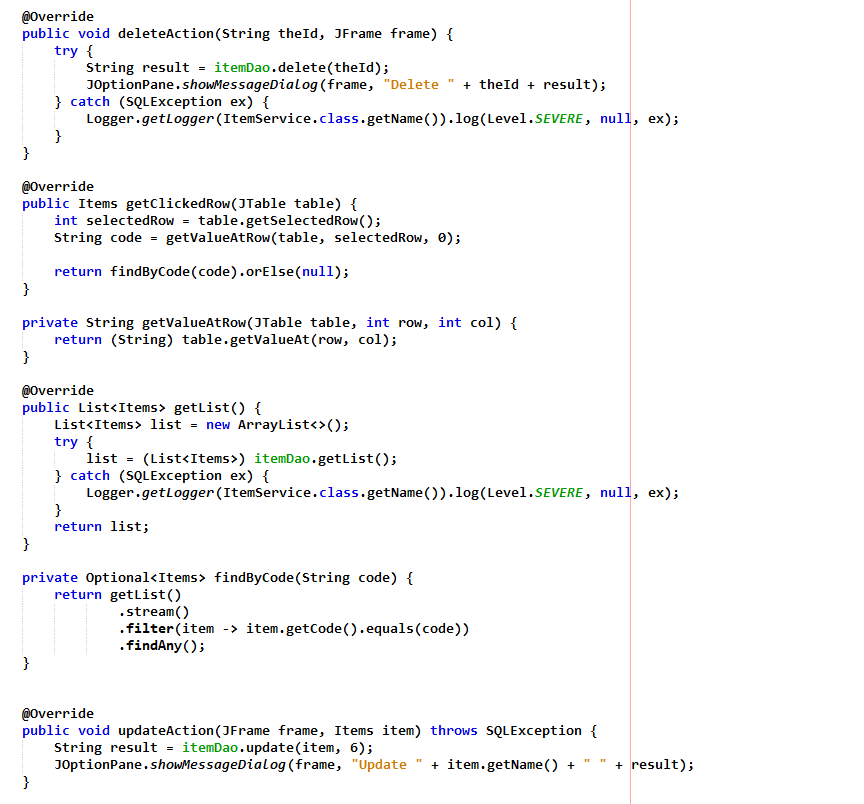 @Override
public void deleteAction(String theId, JFrame frame) {
    try {
        String result = itemDao.delete(theId);
        JOptionPane.showMessageDialog(frame, "Delete " + theId + result);
    } catch (SQLException ex) {
        Logger.getLogger(ItemService.class.getName()).log(Level.SEVERE, null, ex);
    }
}

@Override
public Items getClickedRow(JTable table) {
    int selectedRow = table.getSelectedRow();
    String code = getValueAtRow(table, selectedRow, 0);

    return findByCode(code).orElse(null);
}

private String getValueAtRow(JTable table, int row, int col) {
    return (String) table.getValueAt(row, col);
}

@Override
public List<Items> getList() {
    List<Items> list = new ArrayList<>();
    try {
        list = (List<Items>) itemDao.getList();
    } catch (SQLException ex) {
        Logger.getLogger(ItemService.class.getName()).log(Level.SEVERE, null, ex);
    }
    return list;
}

private Optional<Items> findByCode(String code) {
    return getList()
            .stream()
            .filter(item -> item.getCode().equals(code))
            .findAny();
}


@Override
public void updateAction(JFrame frame, Items item) throws SQLException {
    String result = itemDao.update(item, 6);
    JOptionPane.showMessageDialog(frame, "Update " + item.getName() + " " + result);
}